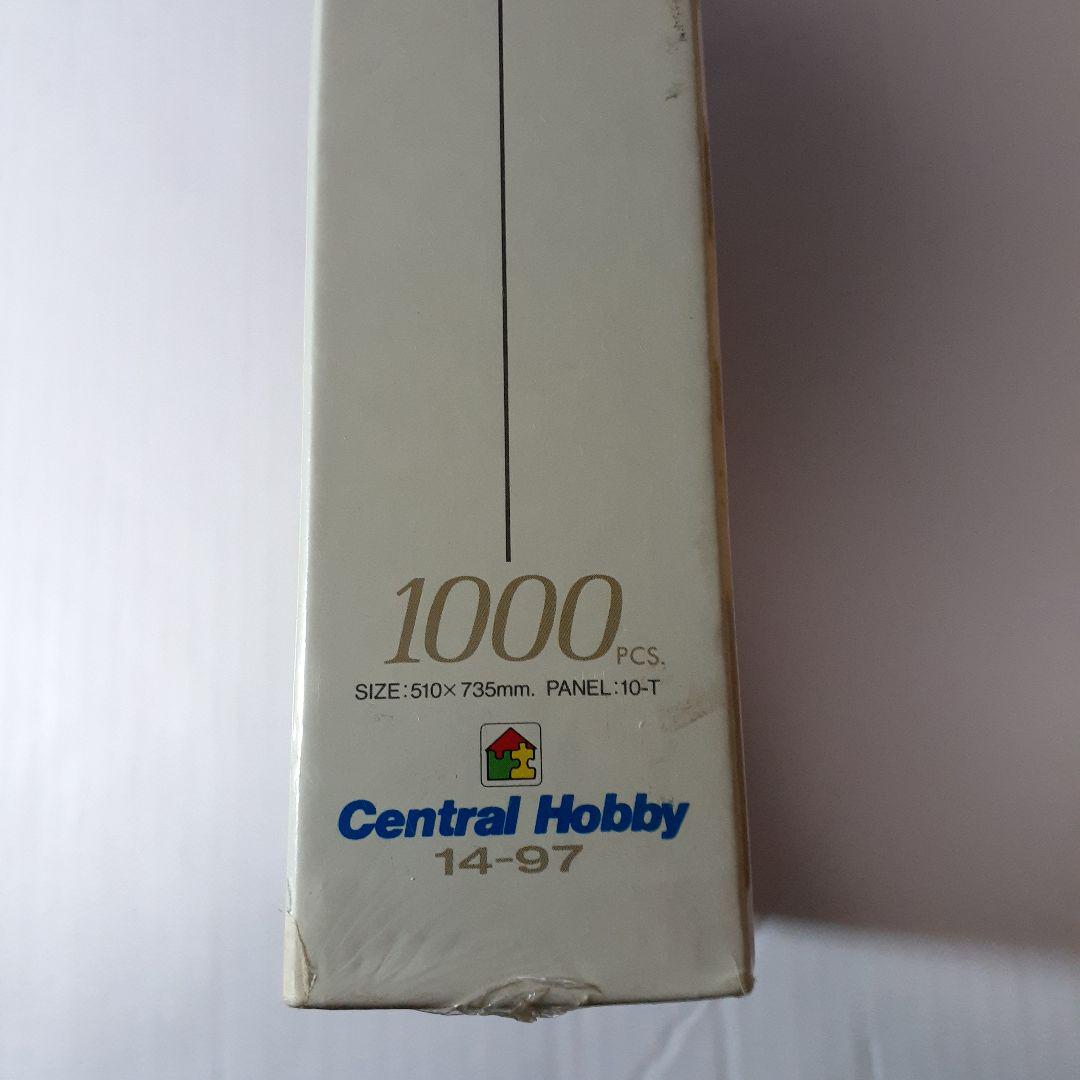 1000 PCS.
SIZE:510×735mm. PANEL:10-T
Central Hobby
14-97